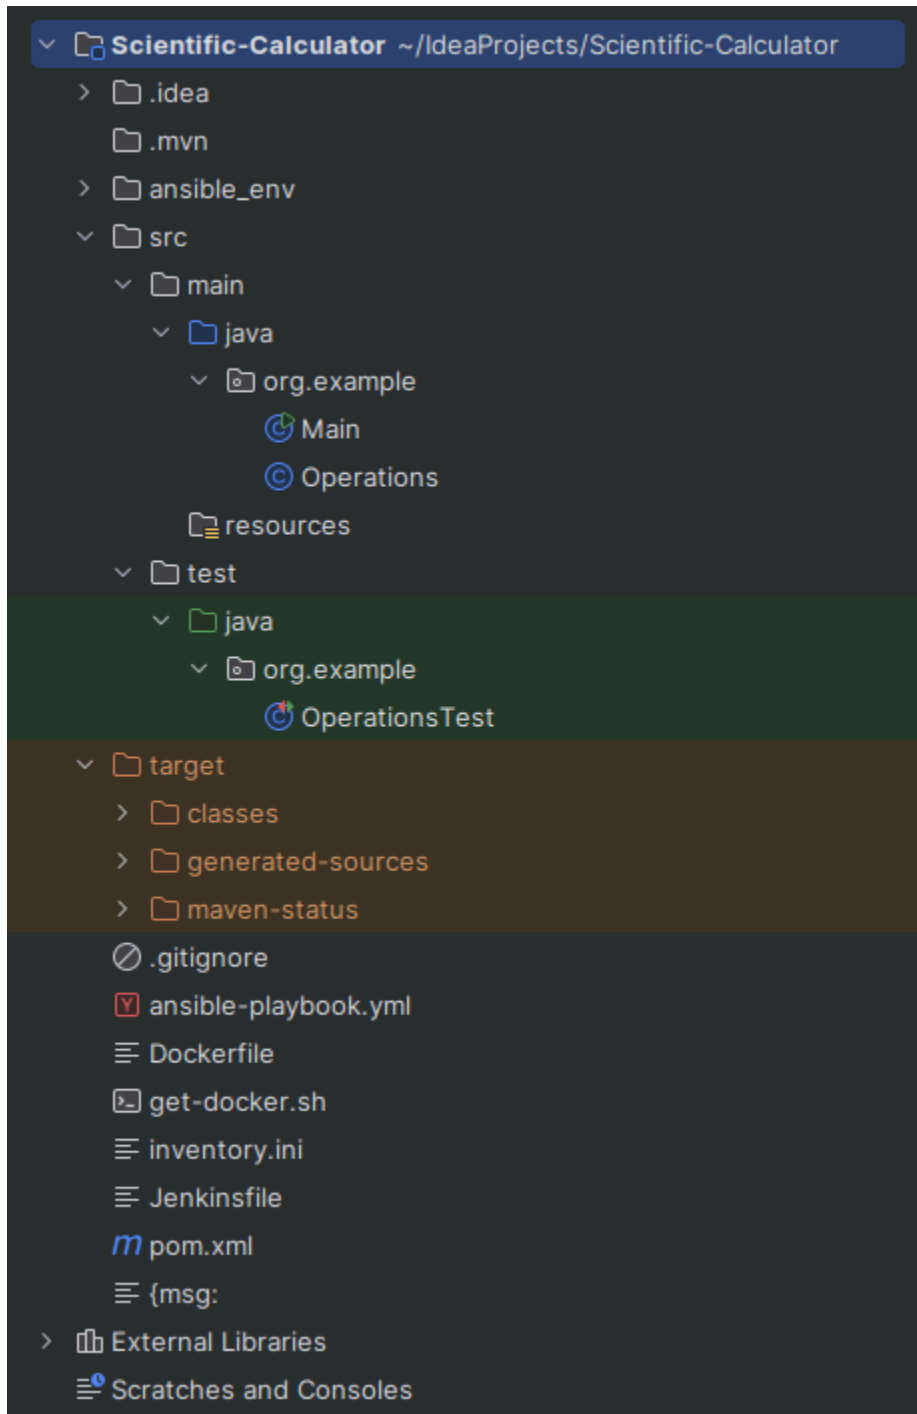 Scientific-Calculator ~/IdeaProjects/Scientific-Calculator
.idea
.mvn
ansible_env
src
main
java
org.example
Main
Operations
resources
test
java
org.example
OperationsTest
target
classes
generated-sources
maven-status
.gitignore
ansible-playbook.yml
Dockerfile
get-docker.sh
inventory.ini
Jenkinsfile
pom.xml
{msg:
External Libraries
Scratches and Consoles